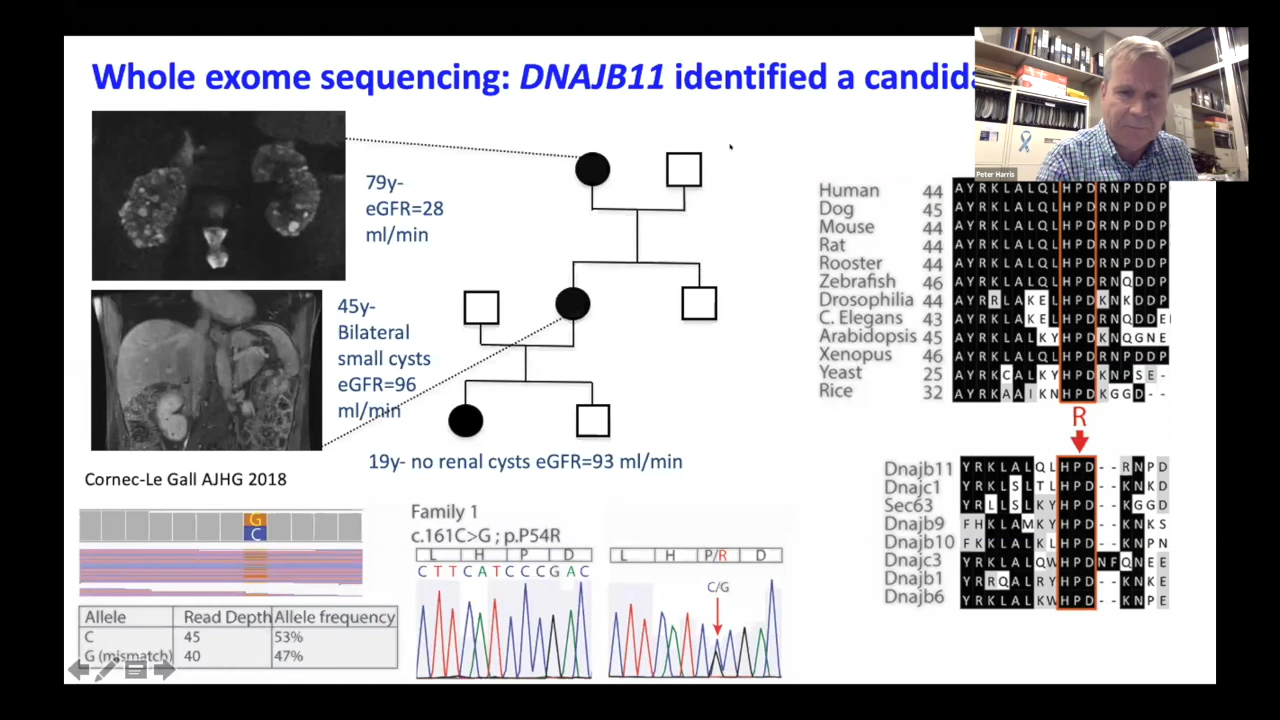 Whole exome sequencing: DNAJB11 identified a candida
Peter Harris
79y-
eGFR=28
ml/min
45y-
Bilateral
small cysts
eGFR=96
ml/min
19y- no renal cysts eGFR=93 ml/min
Cornec-Le Gall AJHG 2018
G
C
Allele Read Depth Allele frequency
C 45 53%
G (mismatch) 40 47%
Family 1
c.161C>G ; p.P54R
L H P D
C T T C A T C C C G A C
L H P/R D
C/G
Human 44 AYRKLALQLHPDRNPDDP
Dog 45 AYRKLALQLHPDRNPDDP
Mouse 44 AYRKLALQLHPDRNPDDP
Rat 44 AYRKLALQLHPDRNPDDP
Rooster 44 AYRKLALQLHPDRNPDDP
Zebrafish 46 AYRKLALQLHPDRNQDDP
Drosophilia 44 AYRRLAKELHPDKNKDDP
C. Elegans 43 AYRKLAKELHPDRNQDDE
Arabidopsis 45 AYRKLALKYHPDKNQGNE
Xenopus 46 AYRKLALQLHPDRNPDDP
Yeast 25 AYRKCALKYHPDKNPSE-
Rice 32 AYRKAAIKNHPDKGGD--
R
Dnajb11 YRKLALQLHPD--RNPD
Dnajc1 YRKLSLTLHPD--KNKD
Sec63 YRLLSLKYHPD--KGGD
Dnajb9 FHKLAMKYHPD--KNKS
Dnajb10 FKKLALKLHPD--KNPN
Dnajc3 YRKLALQWHPDNFQNEE
Dnajb1 YRRQALRYHPD--KNKE
Dnajb6 YRKLALKWHPD--KNPE